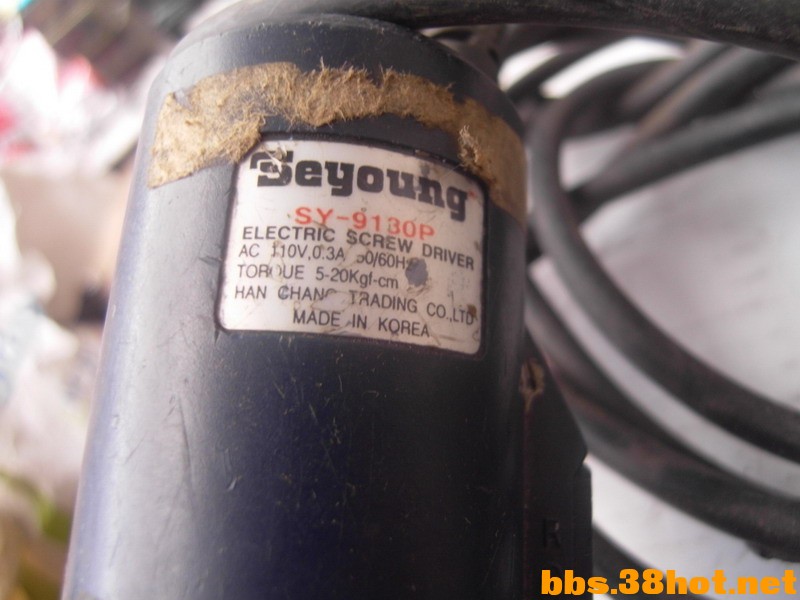 Seyoung
SY-9130P
ELECTRIC SCREW DRIVER
AC 110V,0.3A 50/60Hz
TORQUE 5-20Kgf-cm
HAN CHANG TRADING CO.,LTD
MADE IN KOREA
R
bbs.38hot.net